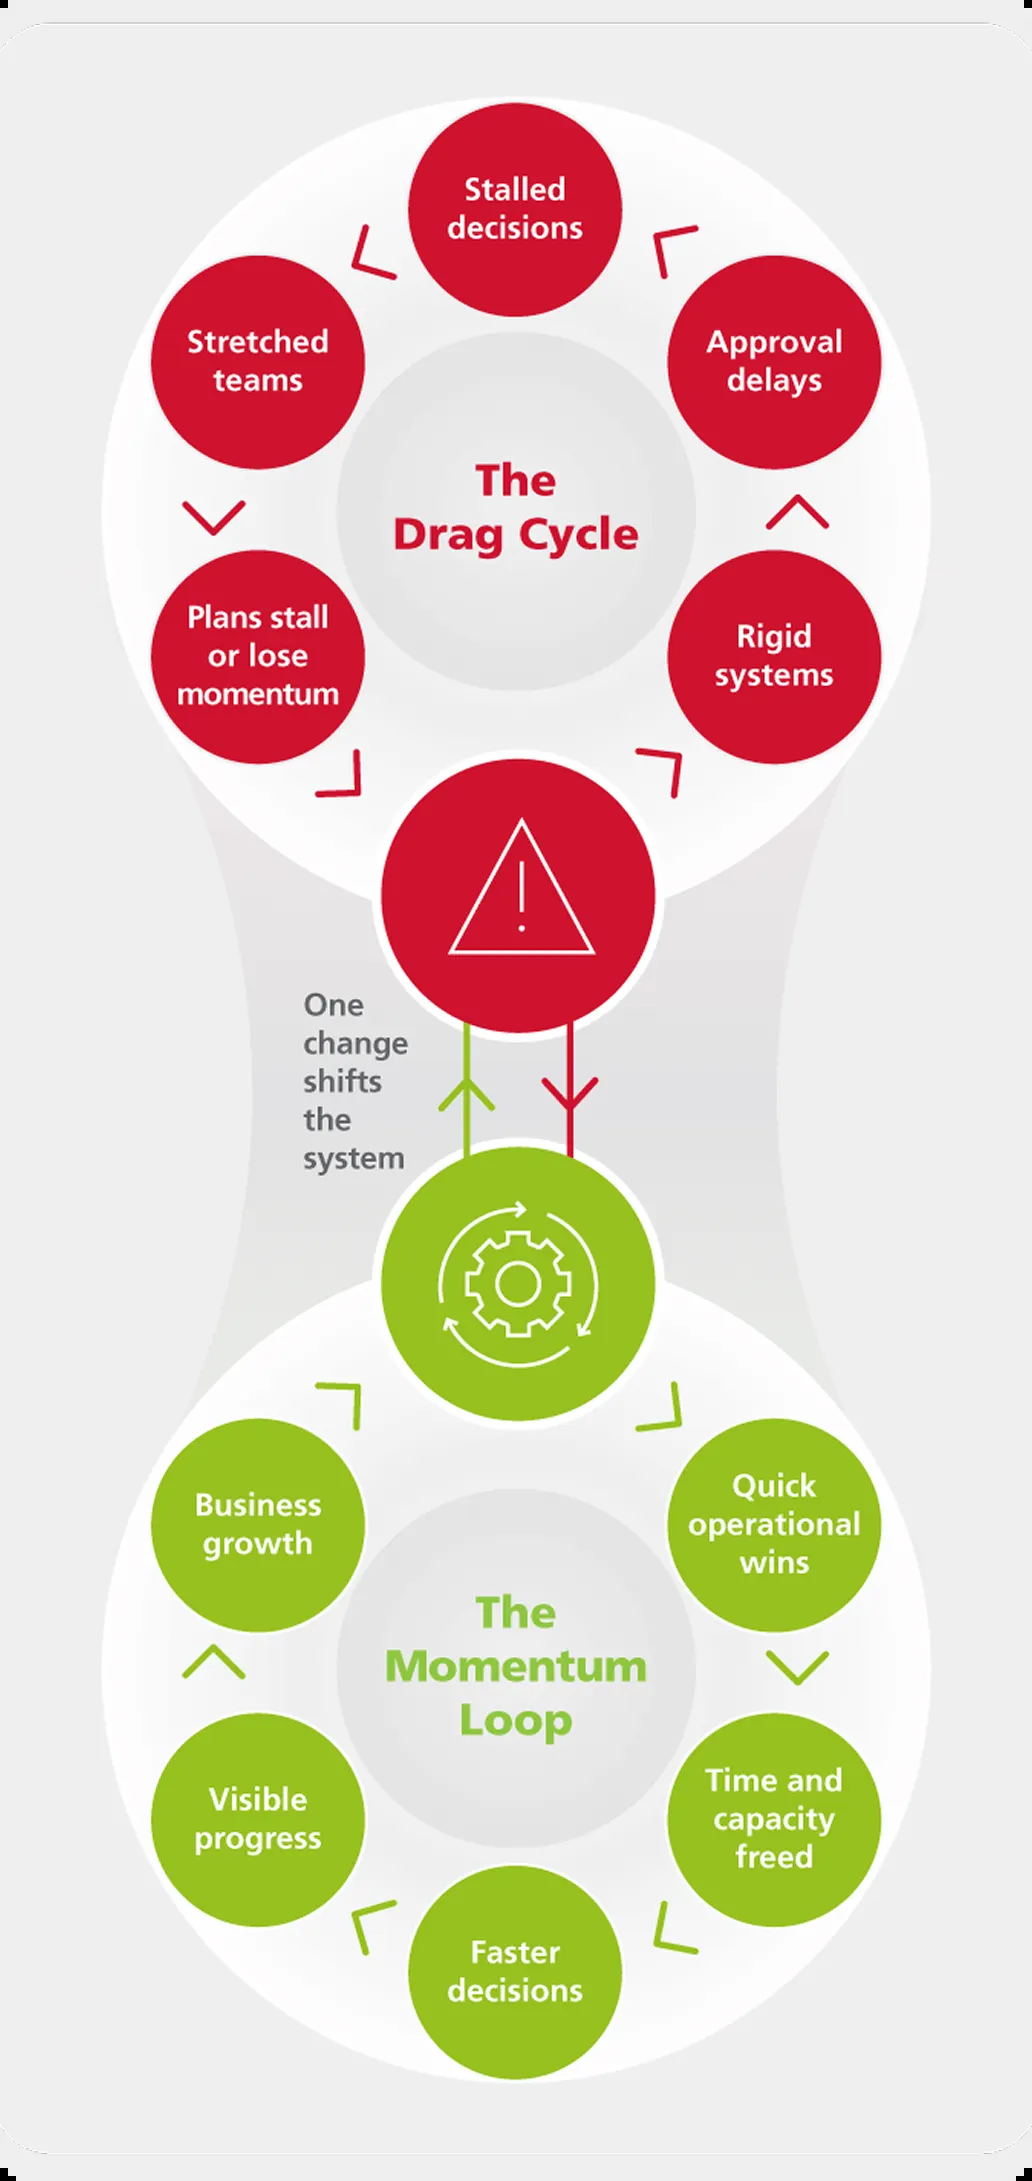 Stalled
decisions
Stretched
teams
Approval
delays
The
Drag Cycle
Plans stall
or lose
momentum
Rigid
systems
!
One
change
shifts
the
system
Business
growth
Quick
operational
wins
The
Momentum
Loop
Visible
progress
Time and
capacity
freed
Faster
decisions